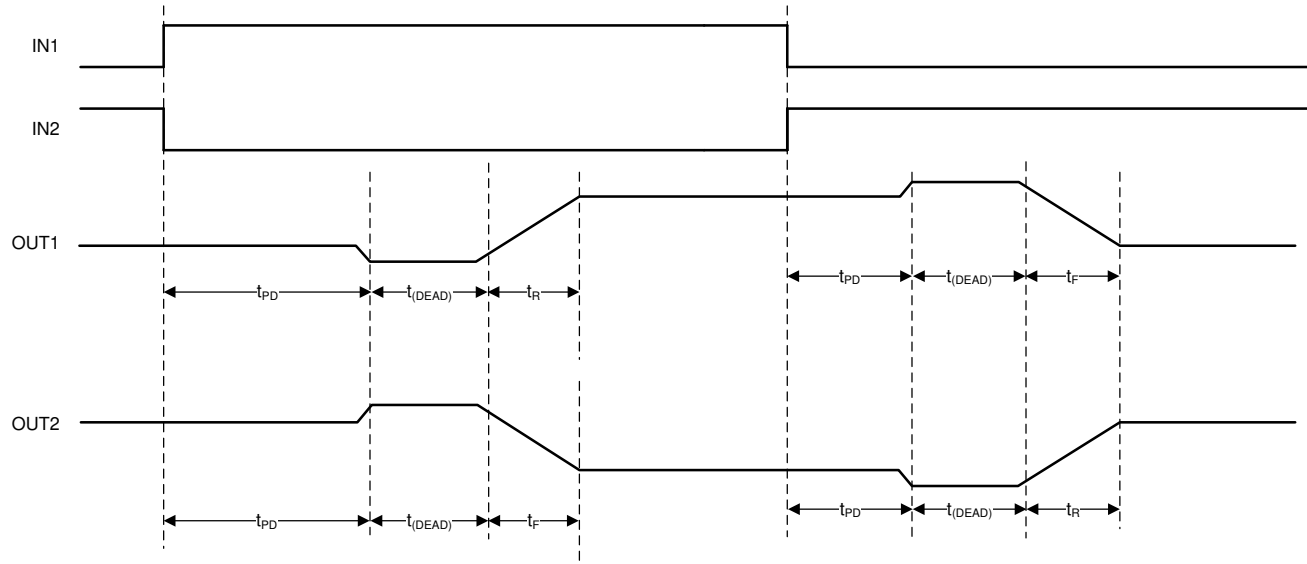 IN1
IN2
OUT1
tPD t(DEAD) tR tPD t(DEAD) tF
OUT2
tPD t(DEAD) tF tPD t(DEAD) tR